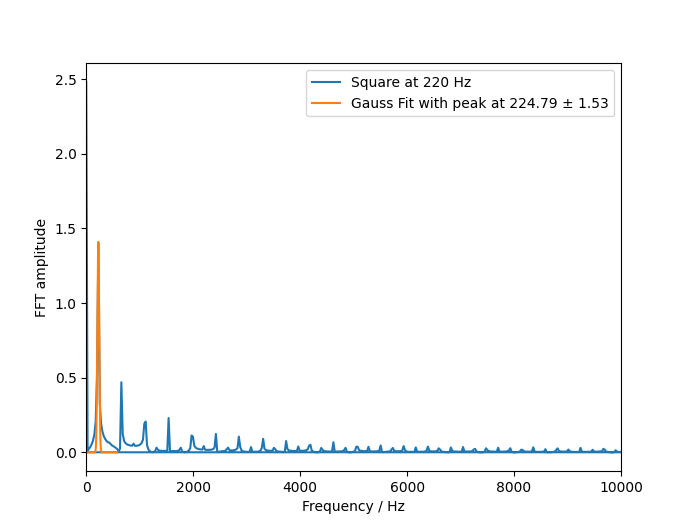 Square at 220 Hz
Gauss Fit with peak at 224.79 ± 1.53
FFT amplitude
2.5
2.0
1.5
1.0
0.5
0.0
0 2000 4000 6000 8000 10000
Frequency / Hz